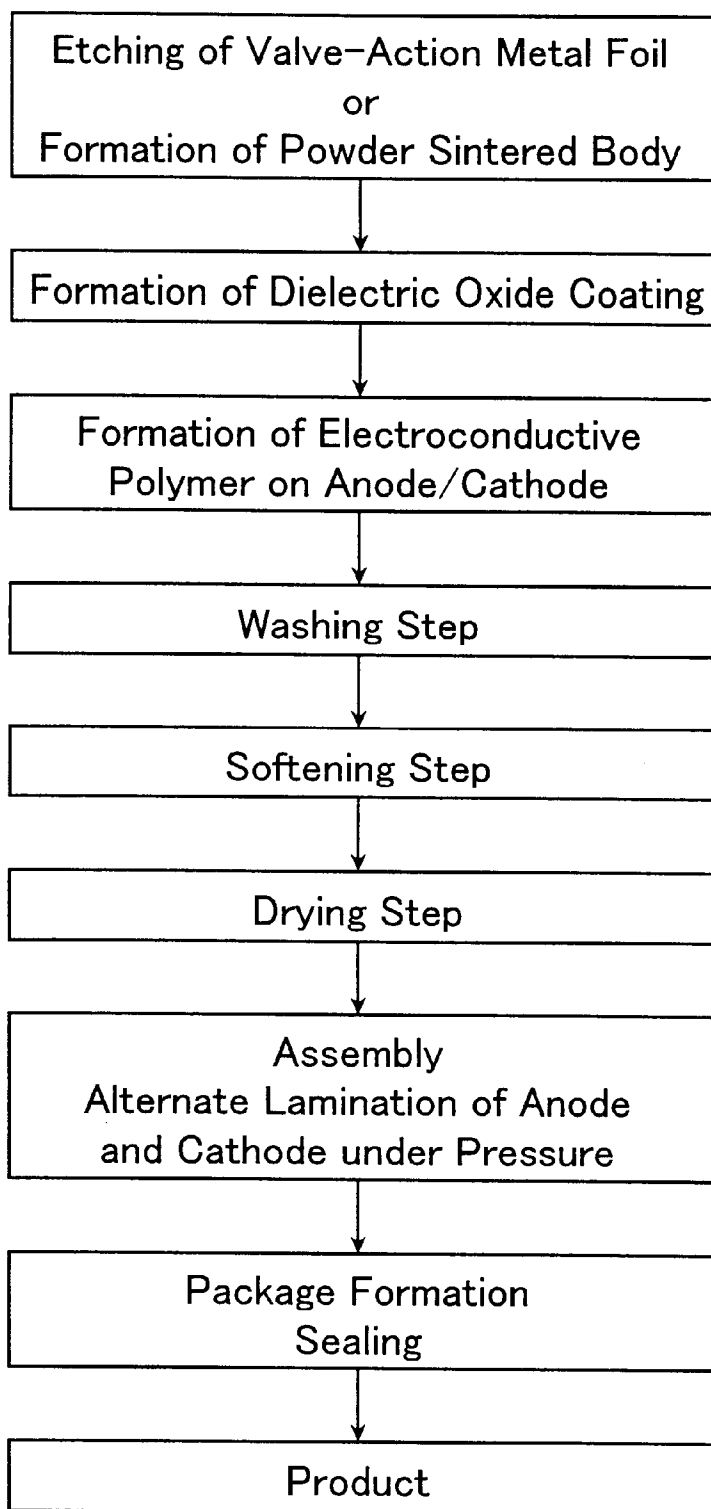 Etching of Valve-Action Metal Foil
or
Formation of Powder Sintered Body
Formation of Dielectric Oxide Coating
Formation of Electroconductive
Polymer on Anode/Cathode
Washing Step
Softening Step
Drying Step
Assembly
Alternate Lamination of Anode
and Cathode under Pressure
Package Formation
Sealing
Product